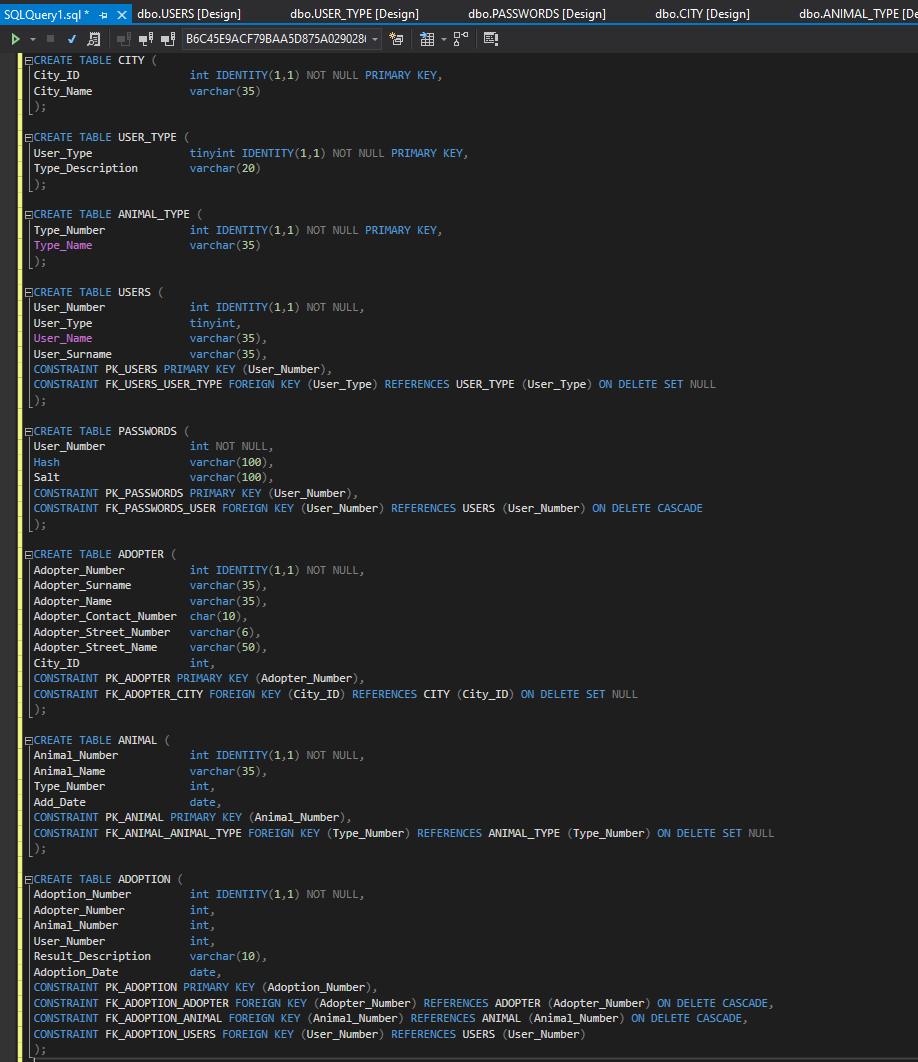 SQLQuery1.sql * dbo.USERS [Design] dbo.USER_TYPE [Design] dbo.PASSWORDS [Design] dbo.CITY [Design] dbo.ANIMAL_TYPE [De
B6C45E9ACF79BAA5D875A029028
CREATE TABLE CITY (
City_ID int IDENTITY(1,1) NOT NULL PRIMARY KEY,
City_Name varchar(35)
);
CREATE TABLE USER_TYPE (
User_Type tinyint IDENTITY(1,1) NOT NULL PRIMARY KEY,
Type_Description varchar(20)
);
CREATE TABLE ANIMAL_TYPE (
Type_Number int IDENTITY(1,1) NOT NULL PRIMARY KEY,
Type_Name varchar(35)
);
CREATE TABLE USERS (
User_Number int IDENTITY(1,1) NOT NULL,
User_Type tinyint,
User_Name varchar(35),
User_Surname varchar(35),
CONSTRAINT PK_USERS PRIMARY KEY (User_Number),
CONSTRAINT FK_USERS_USER_TYPE FOREIGN KEY (User_Type) REFERENCES USER_TYPE (User_Type) ON DELETE SET NULL
);
CREATE TABLE PASSWORDS (
User_Number int NOT NULL,
Hash varchar(100),
Salt varchar(100),
CONSTRAINT PK_PASSWORDS PRIMARY KEY (User_Number),
CONSTRAINT FK_PASSWORDS_USER FOREIGN KEY (User_Number) REFERENCES USERS (User_Number) ON DELETE CASCADE
);
CREATE TABLE ADOPTER (
Adopter_Number int IDENTITY(1,1) NOT NULL,
Adopter_Surname varchar(35),
Adopter_Name varchar(35),
Adopter_Contact_Number char(10),
Adopter_Street_Number varchar(6),
Adopter_Street_Name varchar(50),
City_ID int,
CONSTRAINT PK_ADOPTER PRIMARY KEY (Adopter_Number),
CONSTRAINT FK_ADOPTER_CITY FOREIGN KEY (City_ID) REFERENCES CITY (City_ID) ON DELETE SET NULL
);
CREATE TABLE ANIMAL (
Animal_Number int IDENTITY(1,1) NOT NULL,
Animal_Name varchar(35),
Type_Number int,
Add_Date date,
CONSTRAINT PK_ANIMAL PRIMARY KEY (Animal_Number),
CONSTRAINT FK_ANIMAL_ANIMAL_TYPE FOREIGN KEY (Type_Number) REFERENCES ANIMAL_TYPE (Type_Number) ON DELETE SET NULL
);
CREATE TABLE ADOPTION (
Adoption_Number int IDENTITY(1,1) NOT NULL,
Adopter_Number int,
Animal_Number int,
User_Number int,
Result_Description varchar(10),
Adoption_Date date,
CONSTRAINT PK_ADOPTION PRIMARY KEY (Adoption_Number),
CONSTRAINT FK_ADOPTION_ADOPTER FOREIGN KEY (Adopter_Number) REFERENCES ADOPTER (Adopter_Number) ON DELETE CASCADE,
CONSTRAINT FK_ADOPTION_ANIMAL FOREIGN KEY (Animal_Number) REFERENCES ANIMAL (Animal_Number) ON DELETE CASCADE,
CONSTRAINT FK_ADOPTION_USERS FOREIGN KEY (User_Number) REFERENCES USERS (User_Number)
);